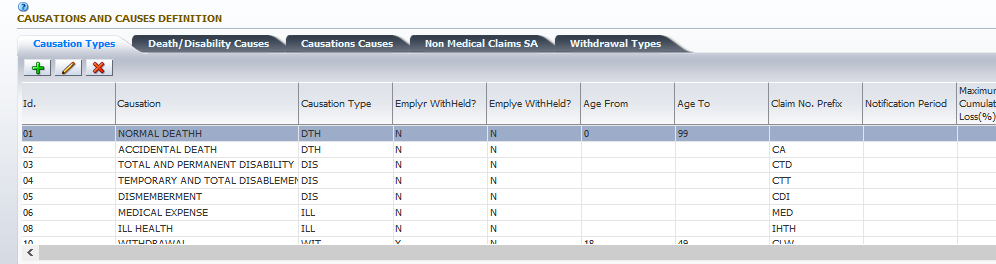 CAUSATIONS AND CAUSES DEFINITION
Causation Types Death/Disability Causes Causations Causes Non Medical Claims SA Withdrawal Types
Id. Causation Causation Type Emplyr WithHeld? Emplye WithHeld? Age From Age To Claim No. Prefix Notification Period Maximum
Cumulat
Loss(%)
01 NORMAL DEATHH DTH N N 0 99
02 ACCIDENTAL DEATH DTH N N CA
03 TOTAL AND PERMANENT DISABILITY DIS N N CTD
04 TEMPORARY AND TOTAL DISABLEMEN DIS N N CTT
05 DISMEMBERMENT DIS N N CDI
06 MEDICAL EXPENSE ILL N N MED
08 ILL HEALTH ILL N N IHTH
10 WITHDRAWAL WIT Y N 18 49 CLW